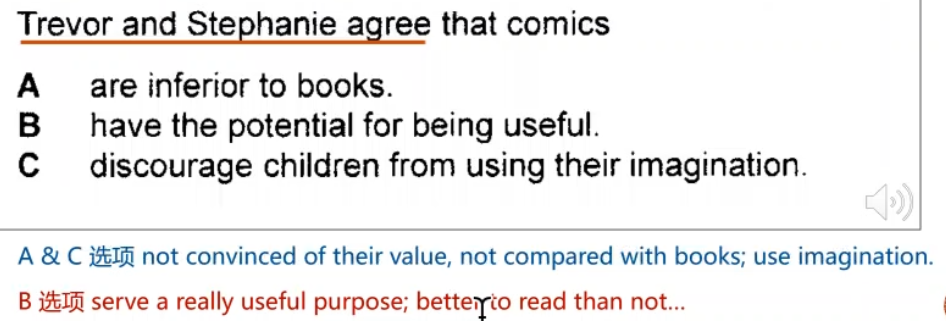 Trevor and Stephanie agree that comics
A are inferior to books.
B have the potential for being useful.
C discourage children from using their imagination.
A & C 选项 not convinced of their value, not compared with books; use imagination.
B 选项 serve a really useful purpose; better to read than not...